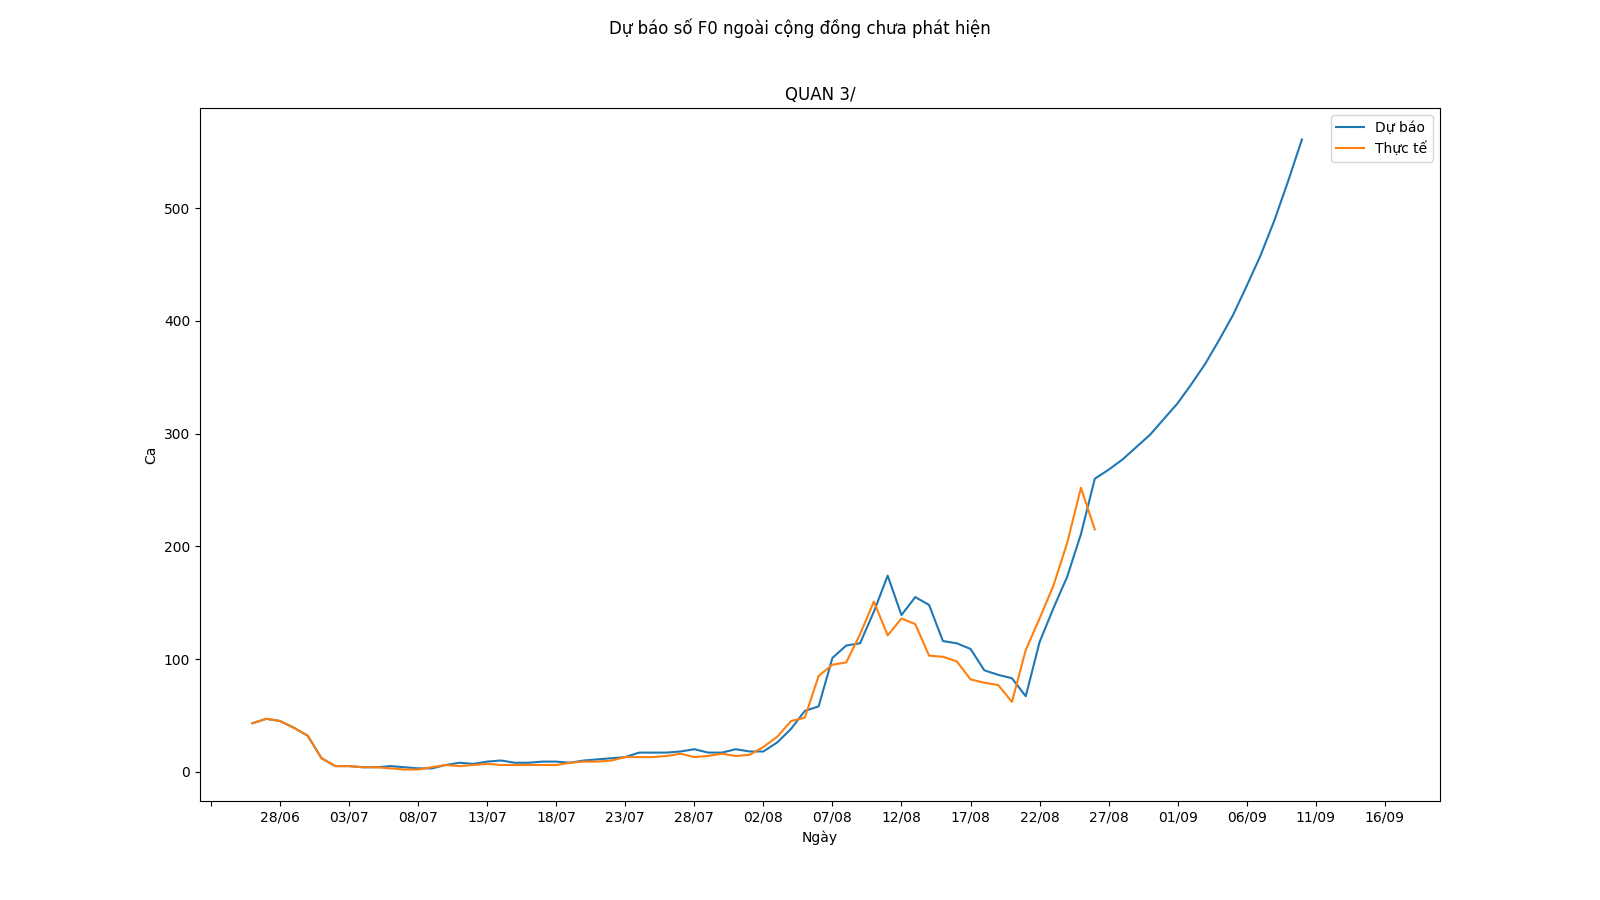 Dự báo số F0 ngoài cộng đồng chưa phát hiện
QUAN 3/
Dự báo
Thực tế
500
400
300
200
100
0
Ca
28/06 03/07 08/07 13/07 18/07 23/07 28/07 02/08 07/08 12/08 17/08 22/08 27/08 01/09 06/09 11/09 16/09
Ngày